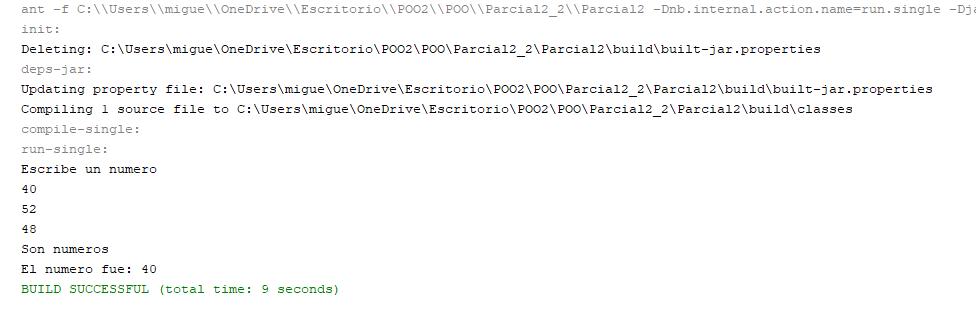 ant -f C:\\Users\\migue\\OneDrive\\Escritorio\\POO2\\POO\\Parcial2_2\\Parcial2 -Dnb.internal.action.name=run.single -Dj
init:
Deleting: C:\Users\migue\OneDrive\Escritorio\POO2\POO\Parcial2_2\Parcial2\build\built-jar.properties
deps-jar:
Updating property file: C:\Users\migue\OneDrive\Escritorio\POO2\POO\Parcial2_2\Parcial2\build\built-jar.properties
Compiling 1 source file to C:\Users\migue\OneDrive\Escritorio\POO2\POO\Parcial2_2\Parcial2\build\classes
compile-single:
run-single:
Escribe un numero
40
52
48
Son numeros
El numero fue: 40
BUILD SUCCESSFUL (total time: 9 seconds)